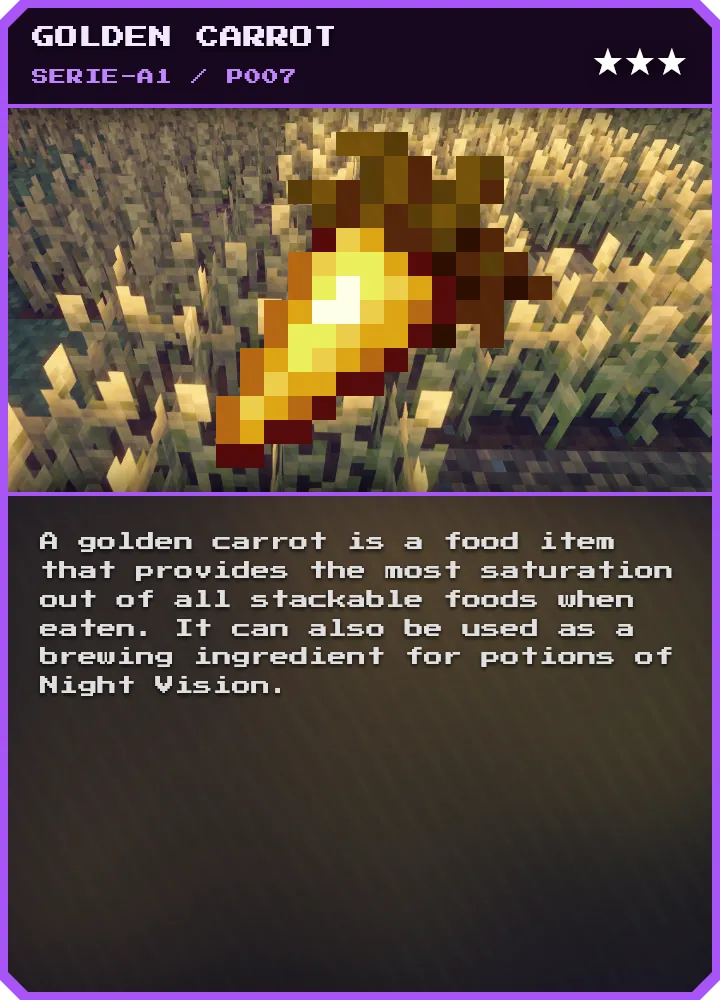 GOLDEN CARROT
SERIE-A1 / P007
★★★
A golden carrot is a food item
that provides the most saturation
out of all stackable foods when
eaten. It can also be used as a
brewing ingredient for potions of
Night Vision.